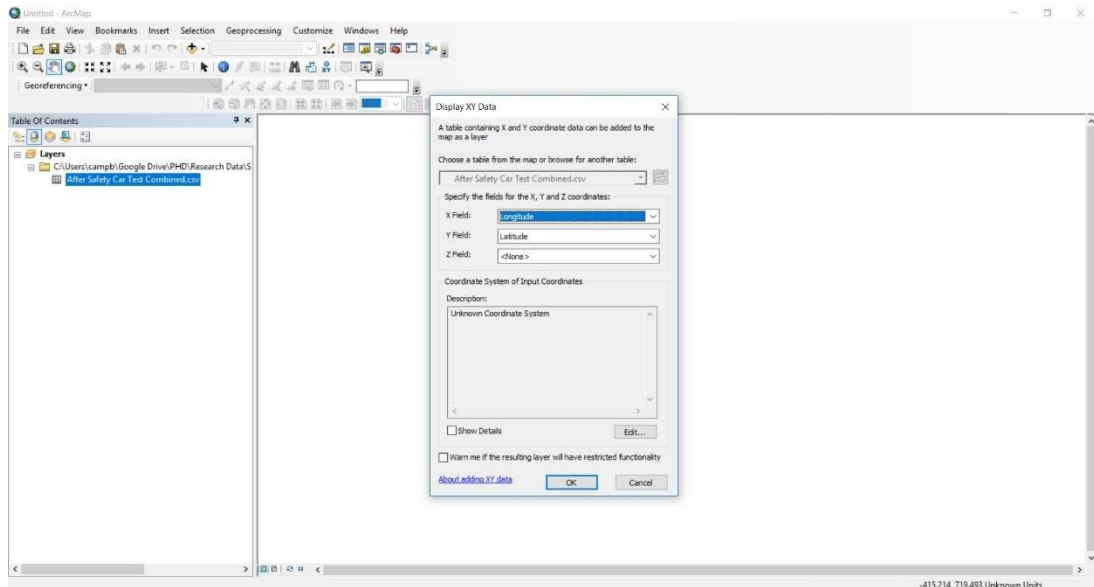 Untitled - ArcMap
File Edit View Bookmarks Insert Selection Geoprocessing Customize Windows Help
Georeferencing
Table Of Contents
Layers
C:\Users\campb\Google Drive\PHD\Research Data\S
After Safety Car Test Combined.csv
Display XY Data
A table containing X and Y coordinate data can be added to the
map as a layer
Choose a table from the map or browse for another table:
After Safety Car Test Combined.csv
Specify the fields for the X, Y and Z coordinates:
X Field: Longitude
Y Field: Latitude
Z Field: <None>
Coordinate System of Input Coordinates
Description:
Unknown Coordinate System
Show Details
Edit...
Warn me if the resulting layer will have restricted functionality
About adding XY data
OK
Cancel
-415.214 719.493 Unknown Units